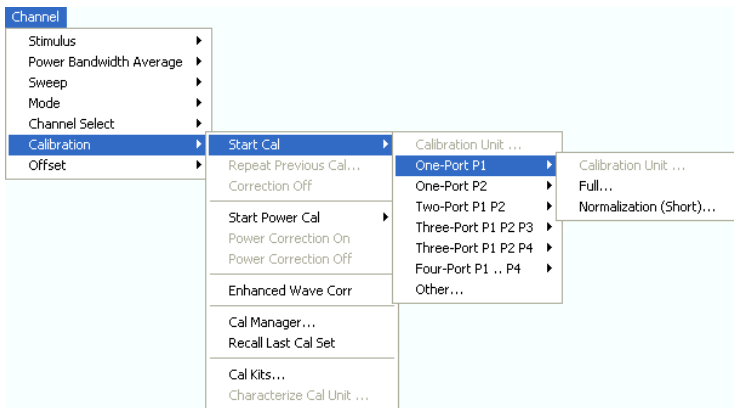 Channel
Stimulus
Power Bandwidth Average
Sweep
Mode
Channel Select
Calibration
Offset
Start Cal
Repeat Previous Cal...
Correction Off
Start Power Cal
Power Correction On
Power Correction Off
Enhanced Wave Corr
Cal Manager...
Recall Last Cal Set
Cal Kits...
Characterize Cal Unit ...
Calibration Unit ...
One-Port P1
One-Port P2
Two-Port P1 P2
Three-Port P1 P2 P3
Three-Port P1 P2 P4
Four-Port P1 .. P4
Other...
Calibration Unit ...
Full...
Normalization (Short)...